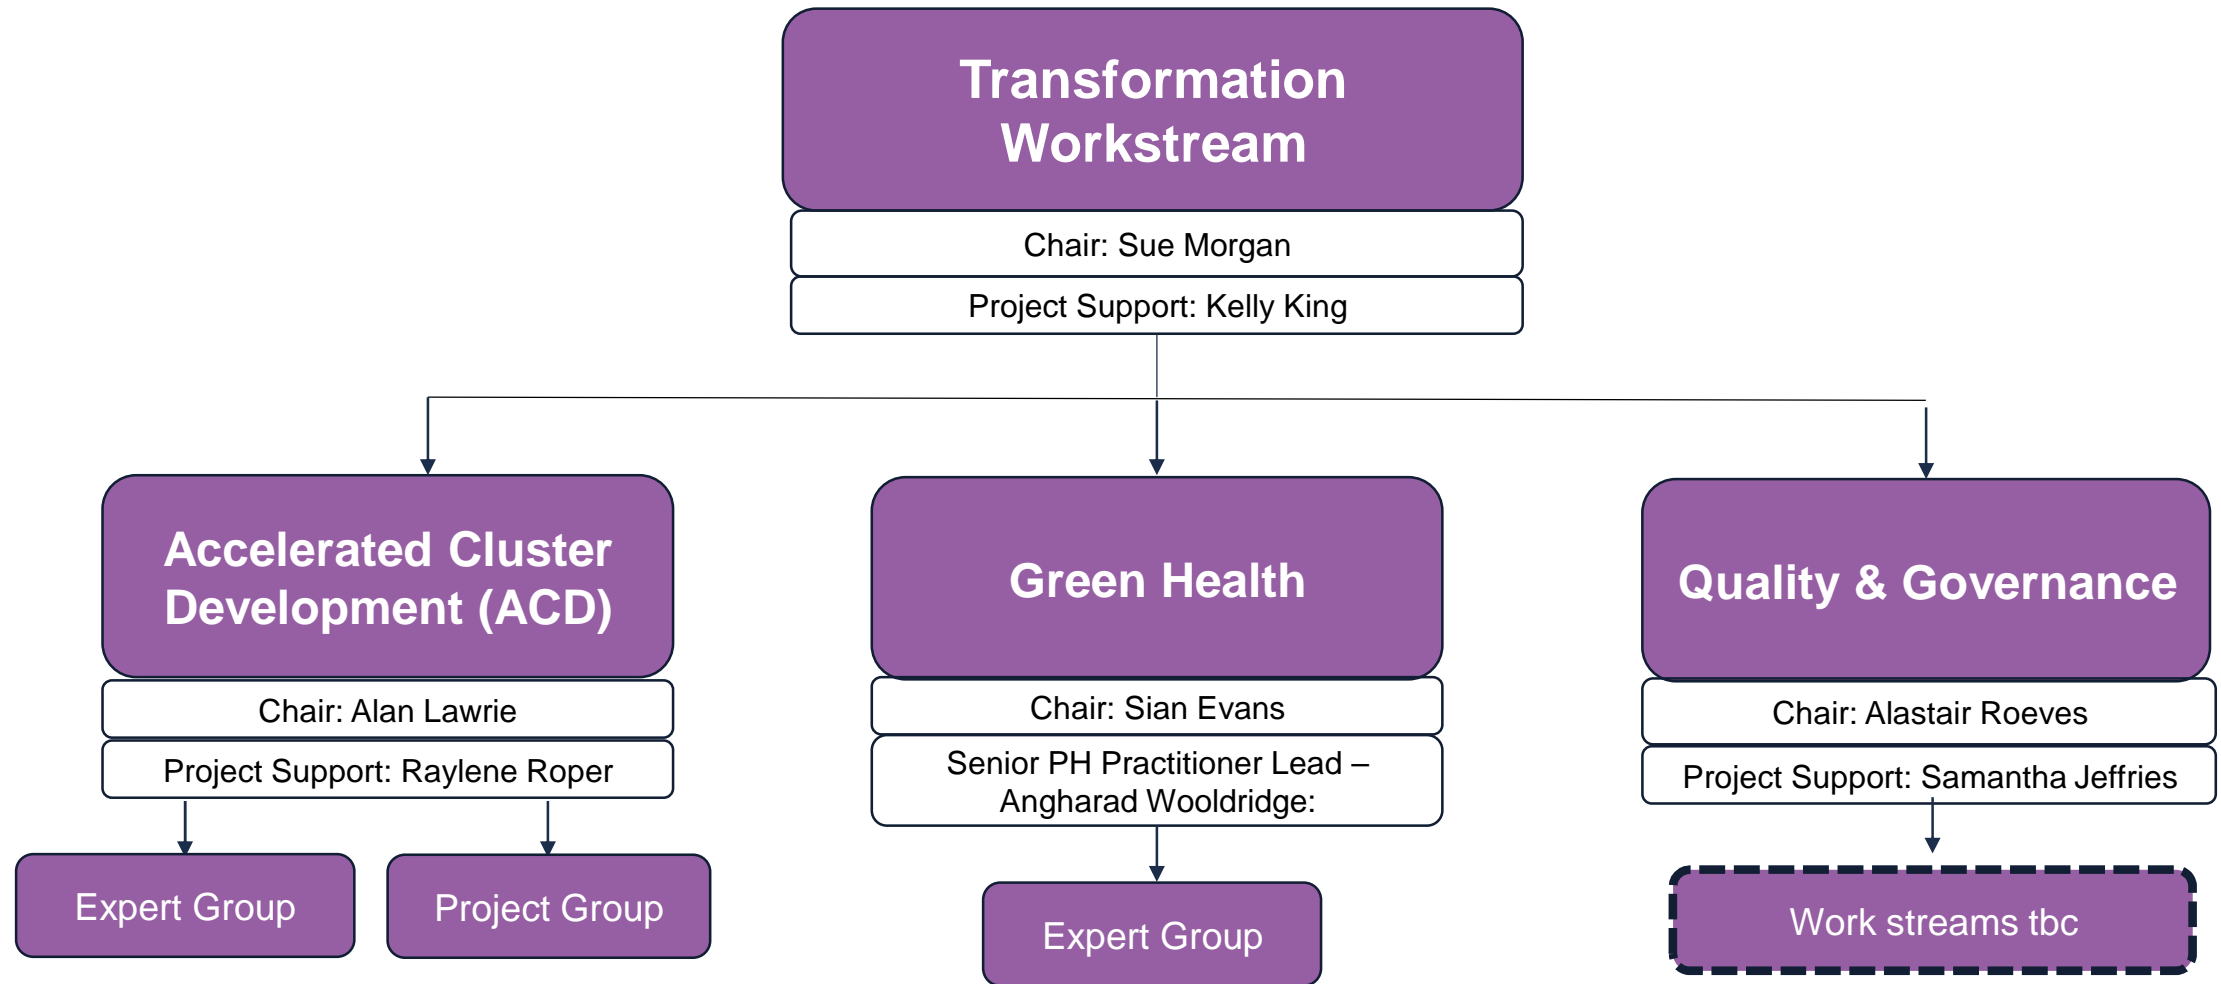 Transformation
Workstream
Chair: Sue Morgan
Project Support: Kelly King
Accelerated Cluster
Development (ACD)
Chair: Alan Lawrie
Project Support: Raylene Roper
Expert Group
Project Group
Green Health
Chair: Sian Evans
Senior PH Practitioner Lead –
Angharad Wooldridge:
Expert Group
Quality & Governance
Chair: Alastair Roeves
Project Support: Samantha Jeffries
Work streams tbc